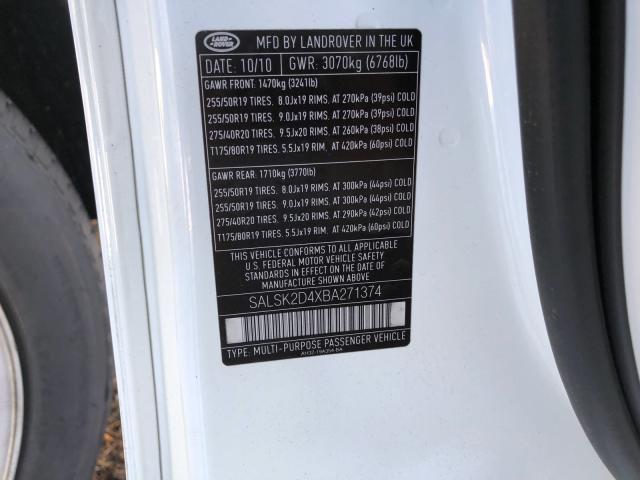 LAND ROVER
MFD BY LANDROVER IN THE UK
DATE: 10/10 GWR: 3070kg (6768lb)
GAWR FRONT: 1470kg (3241lb)
255/50R19 TIRES. 8.0Jx19 RIMS. AT 270kPa (39psi) COLD
255/50R19 TIRES. 9.0Jx19 RIMS. AT 270kPa (39psi) COLD
275/40R20 TIRES. 9.5Jx20 RIMS. AT 260kPa (38psi) COLD
T175/80R19 TIRES. 5.5Jx19 RIM. AT 420kPa (60psi) COLD
GAWR REAR: 1710kg (3770lb)
255/50R19 TIRES. 8.0Jx19 RIMS. AT 300kPa (44psi) COLD
255/50R19 TIRES. 9.0Jx19 RIMS. AT 300kPa (44psi) COLD
275/40R20 TIRES. 9.5Jx20 RIMS. AT 290kPa (42psi) COLD
T175/80R19 TIRES. 5.5Jx19 RIM. AT 420kPa (60psi) COLD
THIS VEHICLE CONFORMS TO ALL APPLICABLE
U.S. FEDERAL MOTOR VEHICLE SAFETY
STANDARDS IN EFFECT ON THE DATE OF
MANUFACTURE SHOWN ABOVE
SALSK2D4XBA271374
TYPE: MULTI-PURPOSE PASSENGER VEHICLE
AH32-19A354-BA